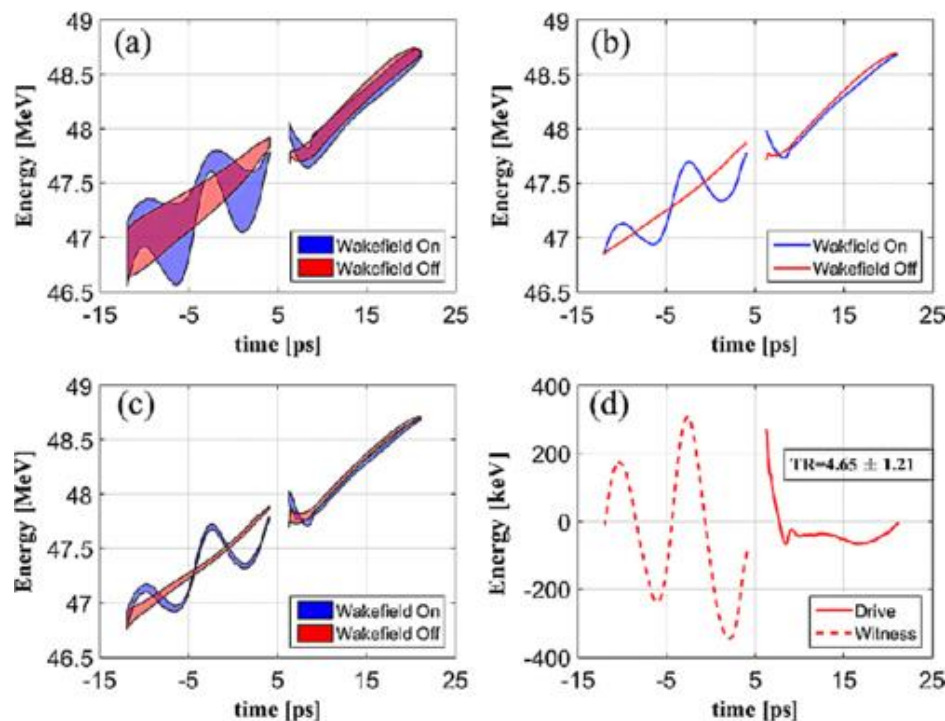 (a)
Energy [MeV]
49
48.5
48
47.5
47
46.5
-15
-5
5
15
25
time [ps]
Wakefield On
Wakefield Off
(b)
Energy [MeV]
49
48.5
48
47.5
47
46.5
-15
-5
5
15
25
time [ps]
Wakfield On
Wakefield Off
(c)
Energy [MeV]
49
48.5
48
47.5
47
46.5
-15
-5
5
15
25
time [ps]
Wakefield On
Wakefield Off
(d)
Energy [keV]
400
200
0
-200
-400
-15
-5
5
15
25
time [ps]
TR=4.65 ± 1.21
Drive
Witness